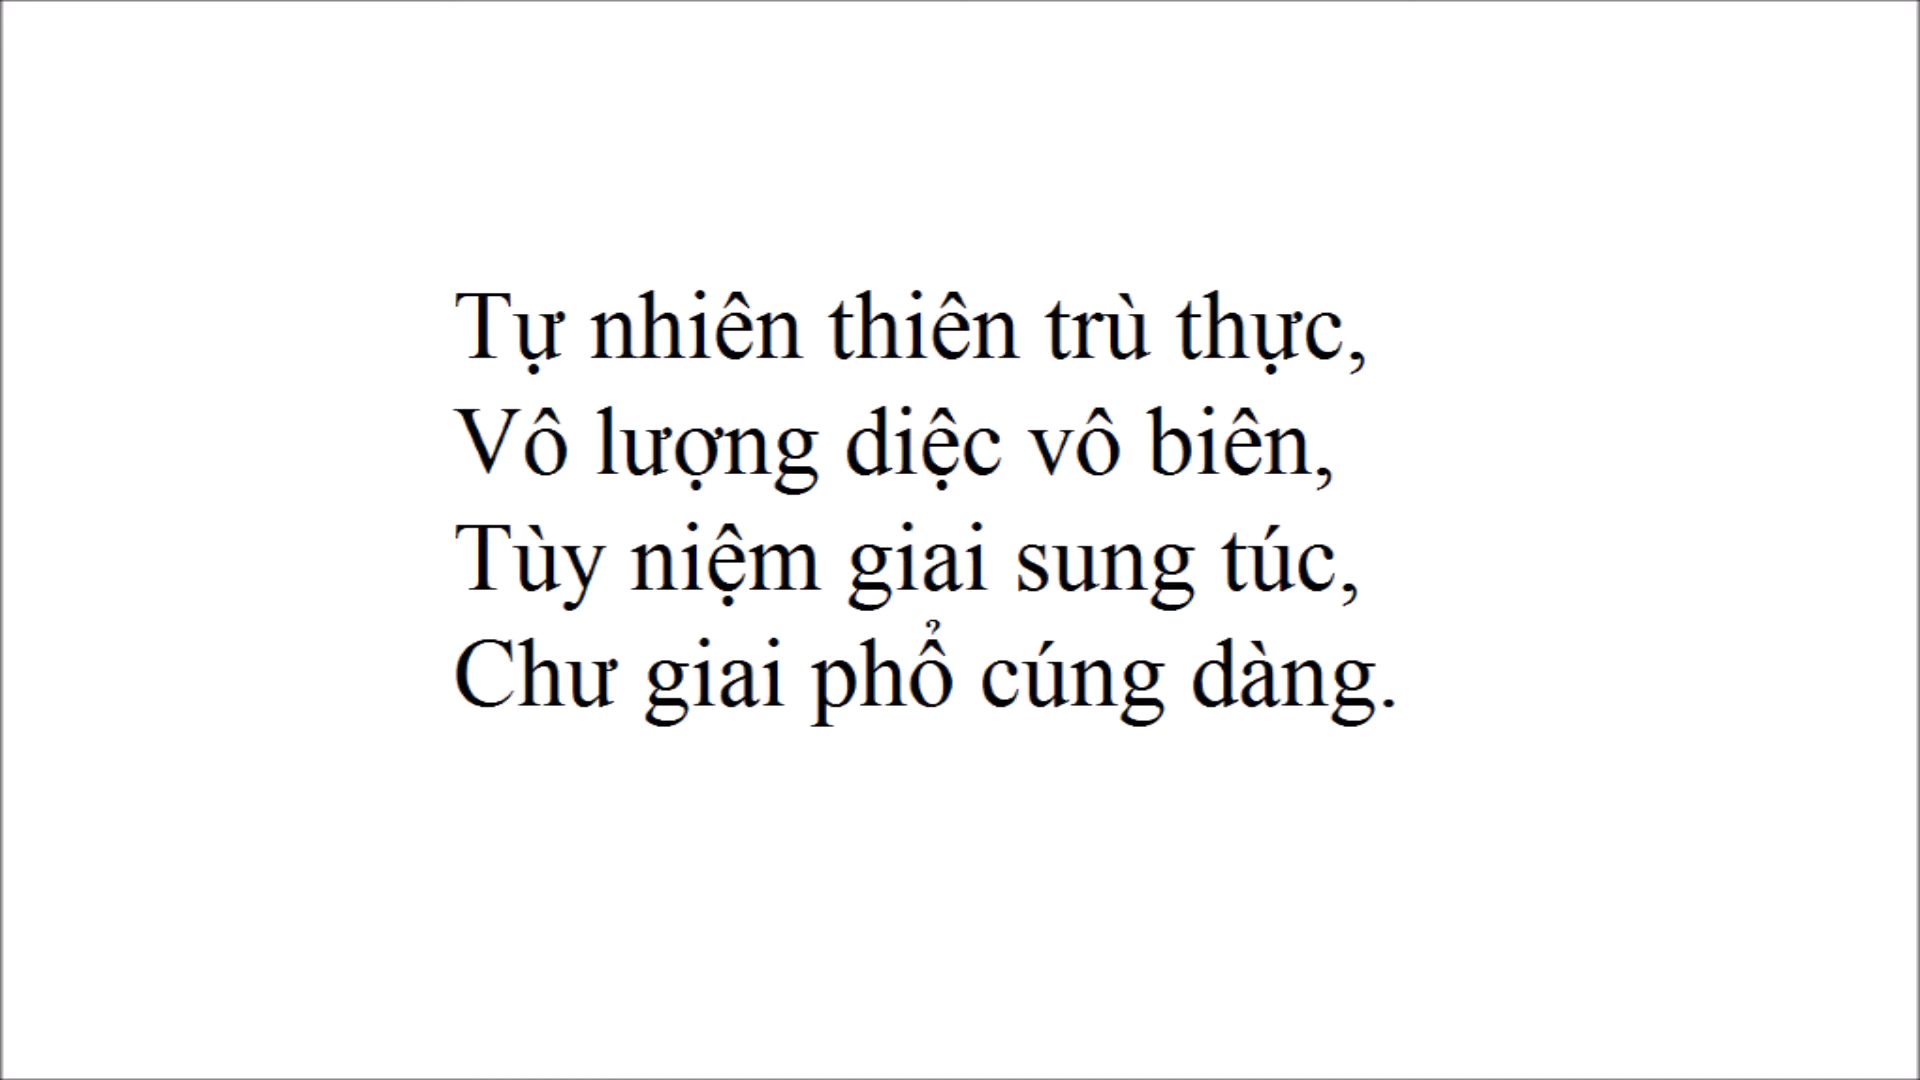 Tự nhiên thiên trù thực,
Vô lượng diệc vô biên,
Tùy niệm giai sung túc,
Chư giai phổ cúng dàng.